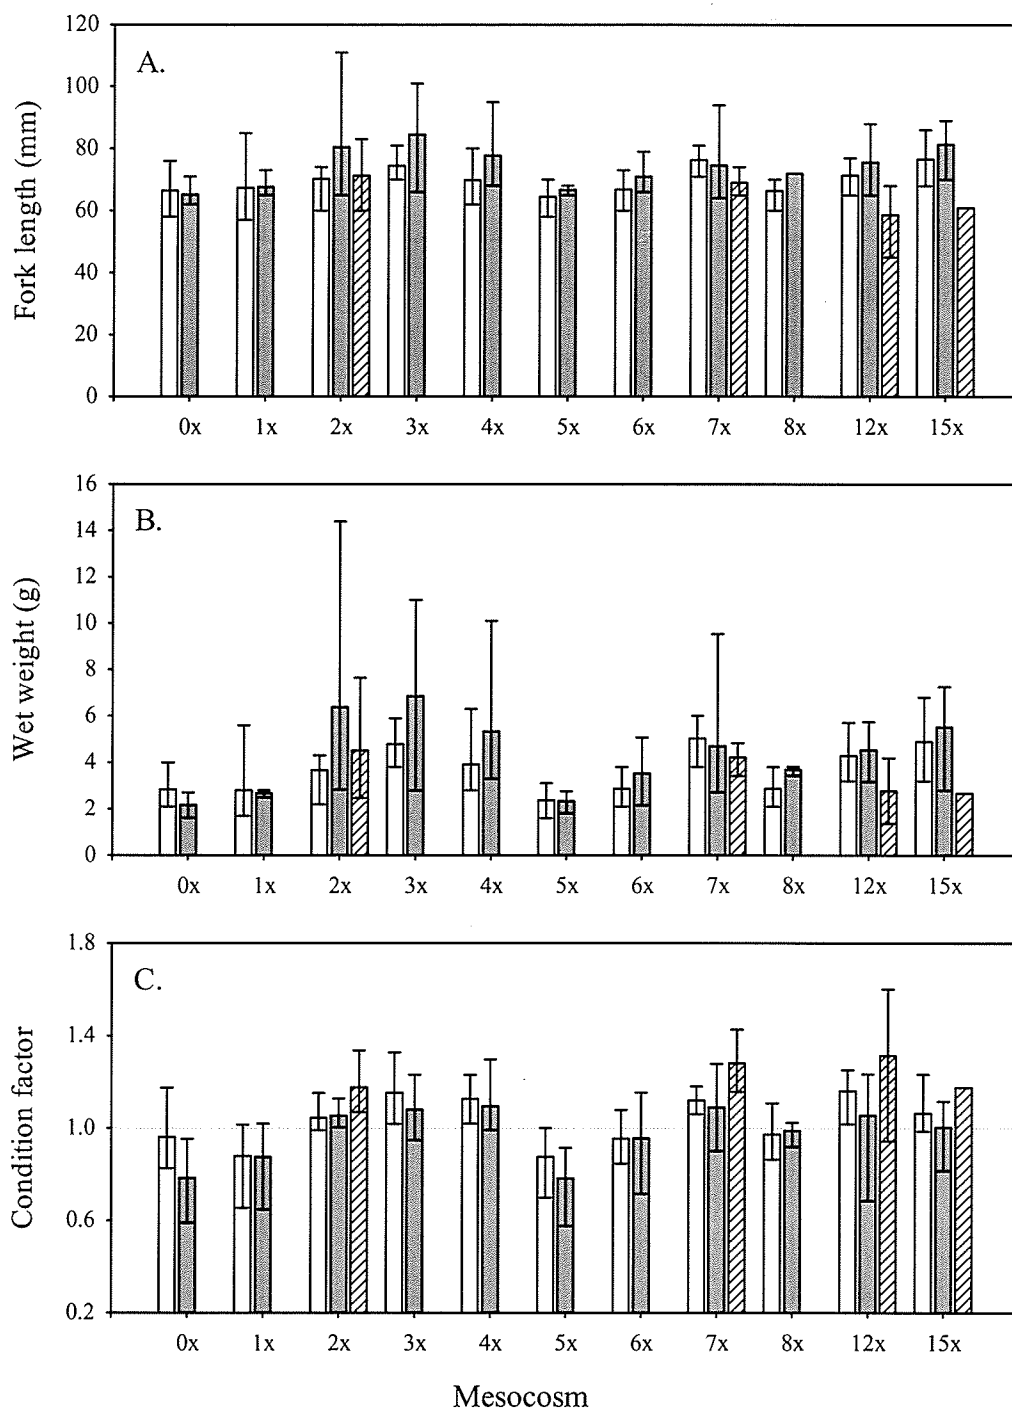 120
A.
100
80
60
40
20
0
Fork length (mm)
0x 1x 2x 3x 4x 5x 6x 7x 8x 12x 15x
16
B.
14
12
10
8
6
4
2
0
Wet weight (g)
0x 1x 2x 3x 4x 5x 6x 7x 8x 12x 15x
1.8
C.
1.4
1.0
0.6
0.2
Condition factor
0x 1x 2x 3x 4x 5x 6x 7x 8x 12x 15x
Mesocosm